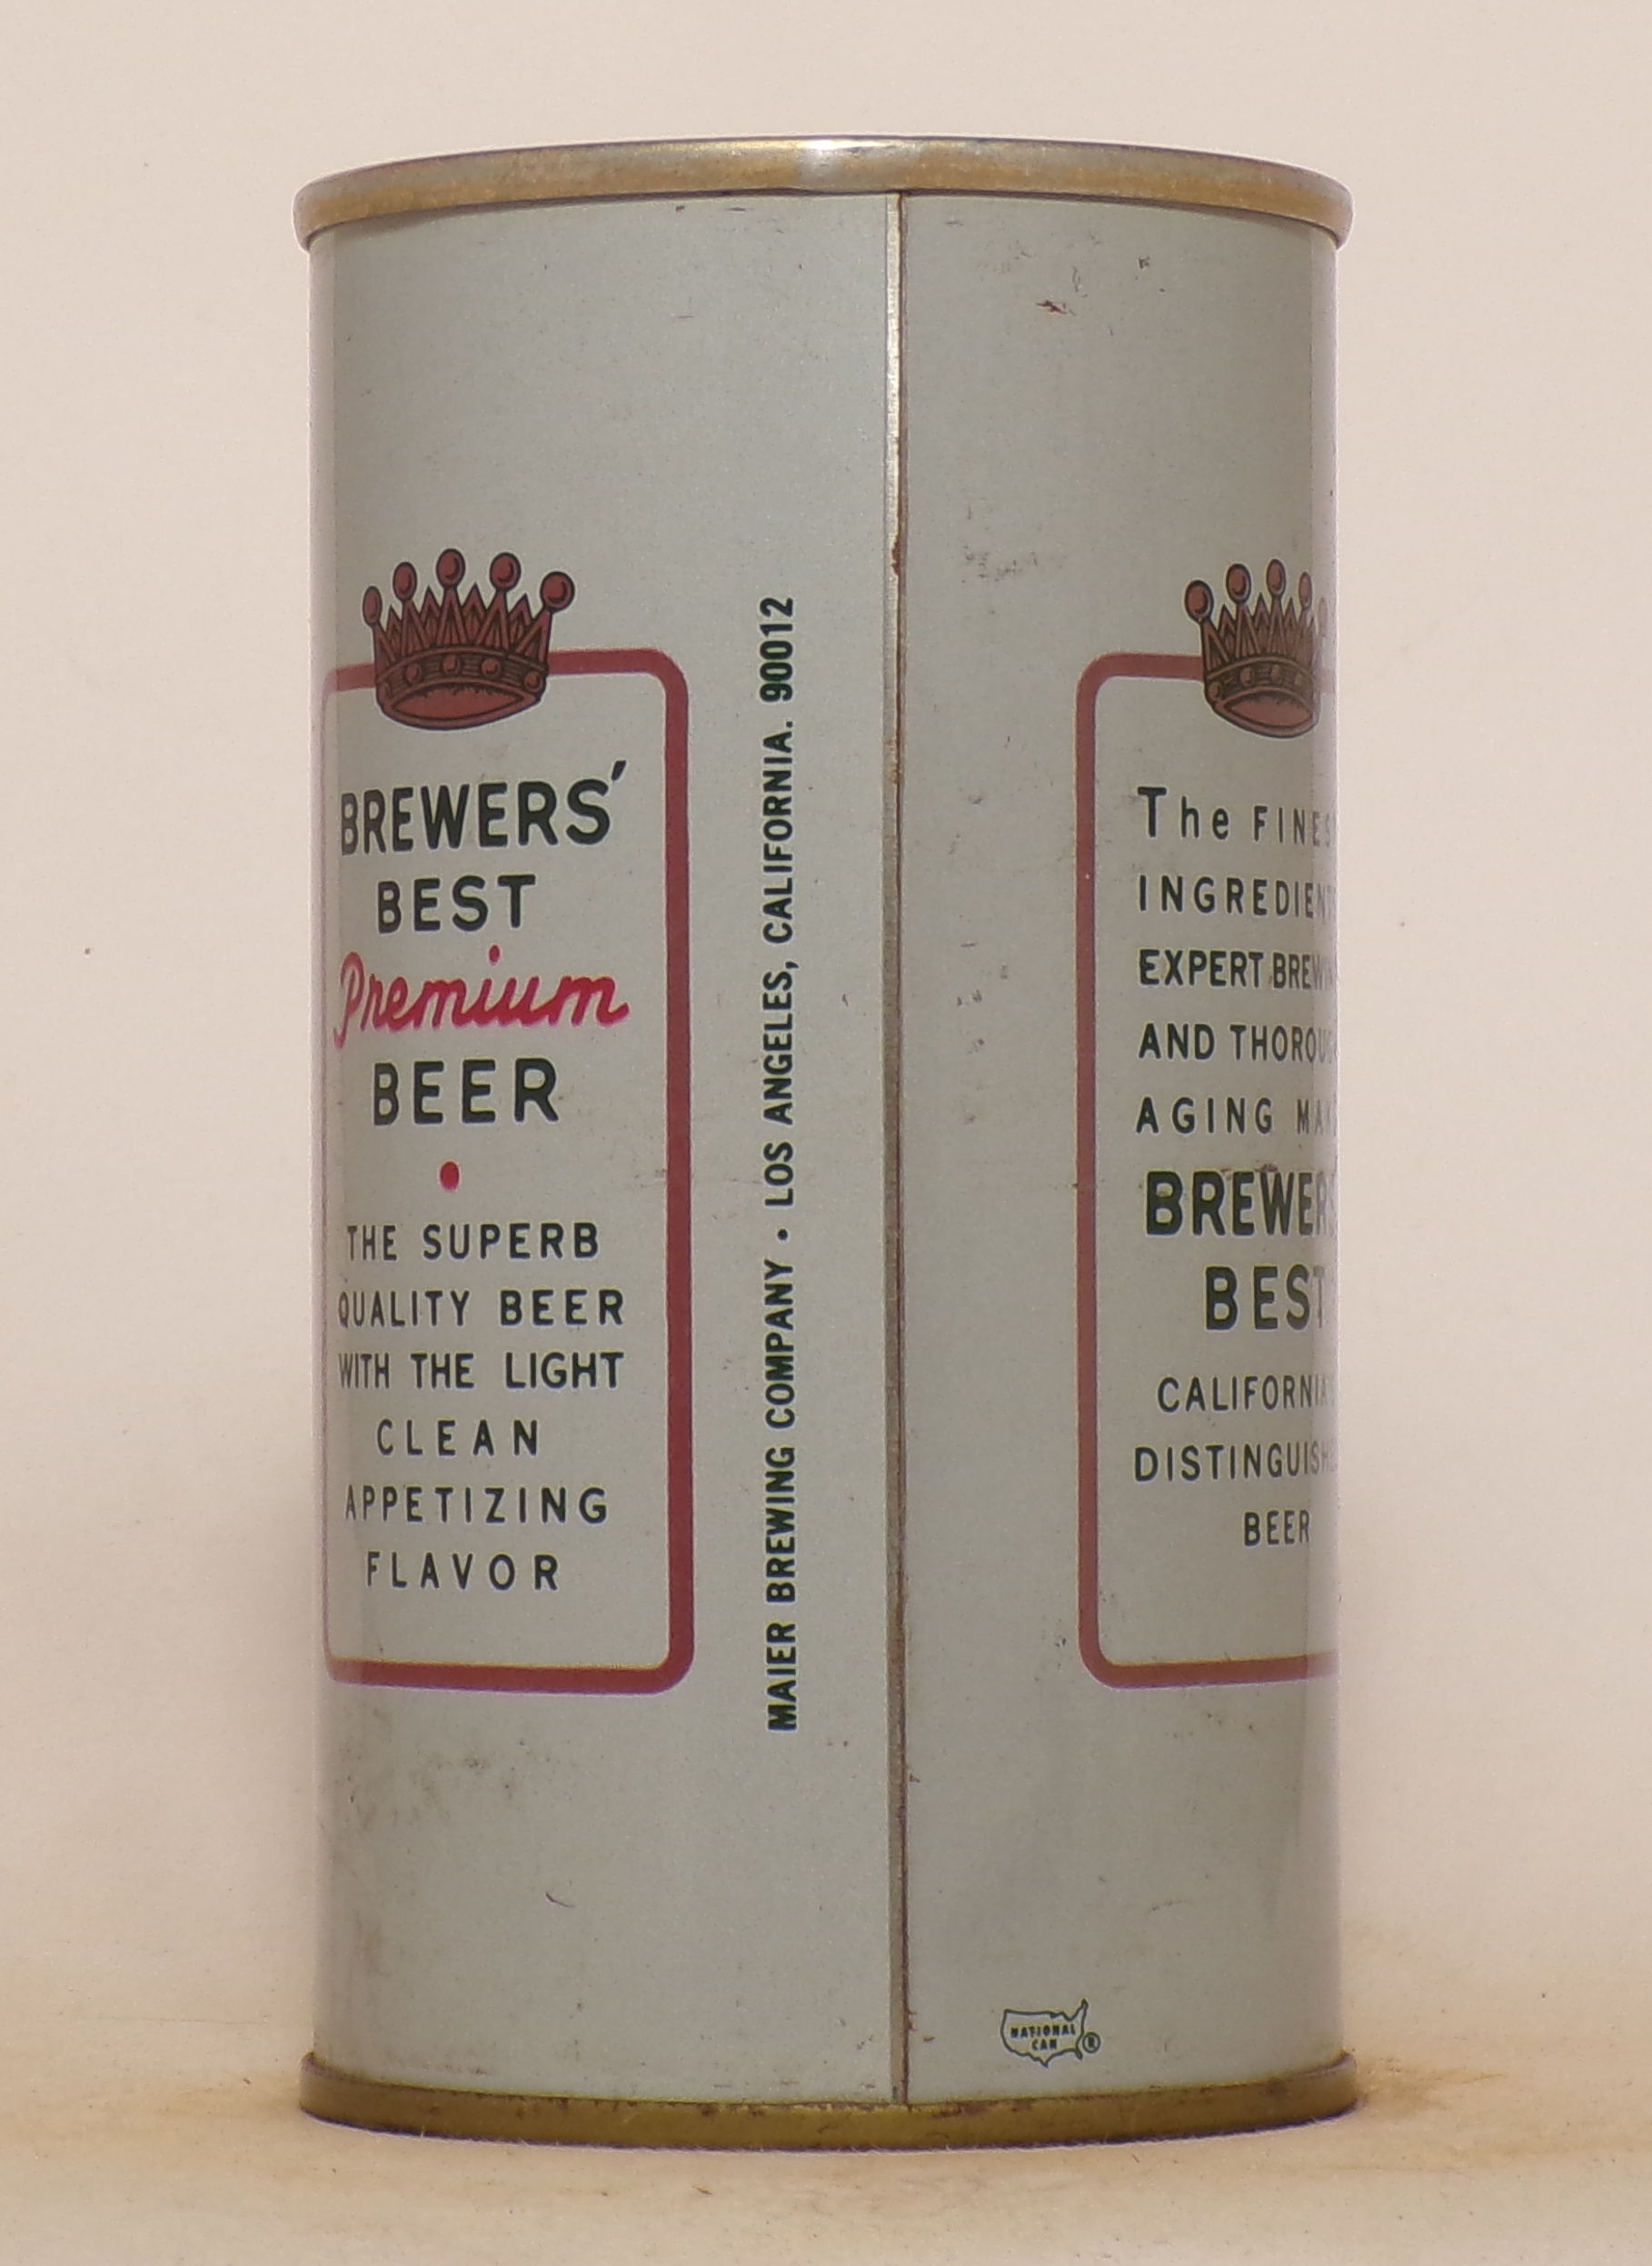 BREWERS'
BEST
Premium
BEER
•
THE SUPERB
QUALITY BEER
WITH THE LIGHT
CLEAN
APPETIZING
FLAVOR
MAIER BREWING COMPANY • LOS ANGELES, CALIFORNIA. 90012
The
INGREDIENTS
EXPERT
AND
AGING
BREWERS'
BEST
CALIFORNIA'S
BEER
NATIONAL
CAN ®